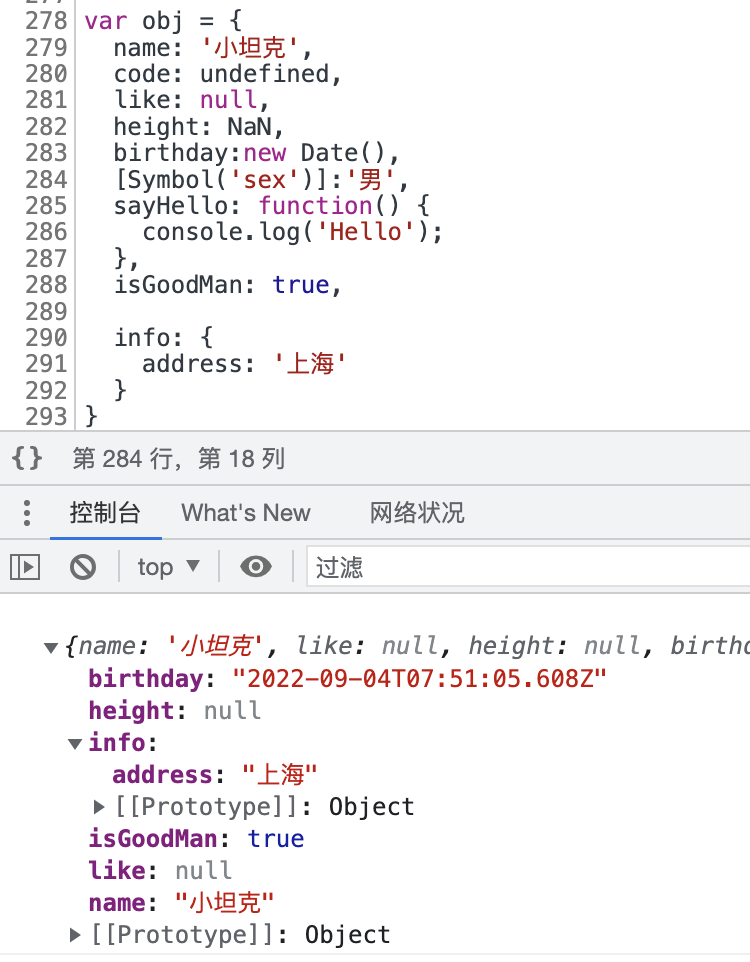 277
278 var obj = {
279   name: '小坦克',
280   code: undefined,
281   like: null,
282   height: NaN,
283   birthday:new Date(),
284   [Symbol('sex')]:'男',
285   sayHello: function() {
286     console.log('Hello');
287   },
288   isGoodMan: true,
289
290   info: {
291     address: '上海'
292   }
293 }
{} 第 284 行，第 18 列
控制台 What's New 网络状况
top ▼ 过滤
▼{name: '小坦克', like: null, height: null, birthd
birthday: "2022-09-04T07:51:05.608Z"
height: null
▼info:
address: "上海"
▶[[Prototype]]: Object
isGoodMan: true
like: null
name: "小坦克"
▶[[Prototype]]: Object